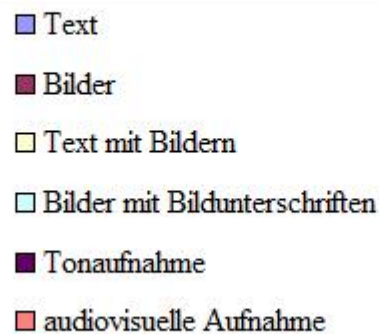 Text
Bilder
Text mit Bildern
Bilder mit Bildunterschriften
Tonaufnahme
audiovisuelle Aufnahme